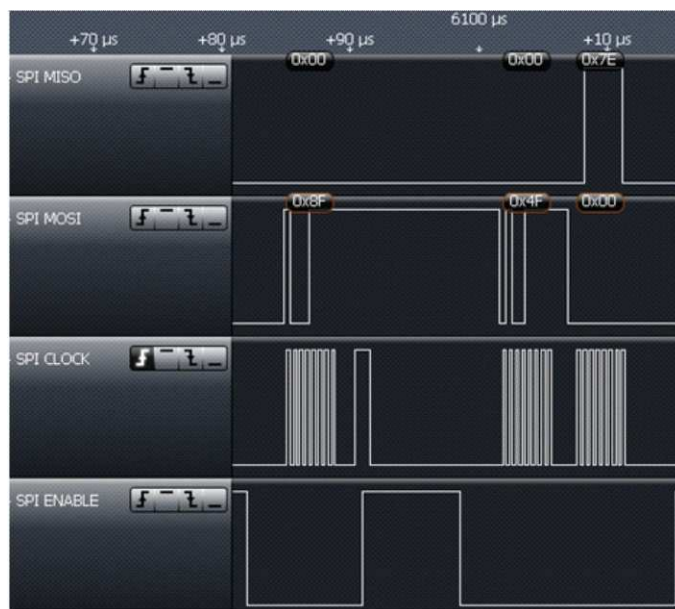 6100 μs
+70 μs +80 μs +90 μs +10 μs
0x00 0x00 0x7E
SPI MISO
0x8F 0x4F 0x00
SPI MOSI
SPI CLOCK
SPI ENABLE